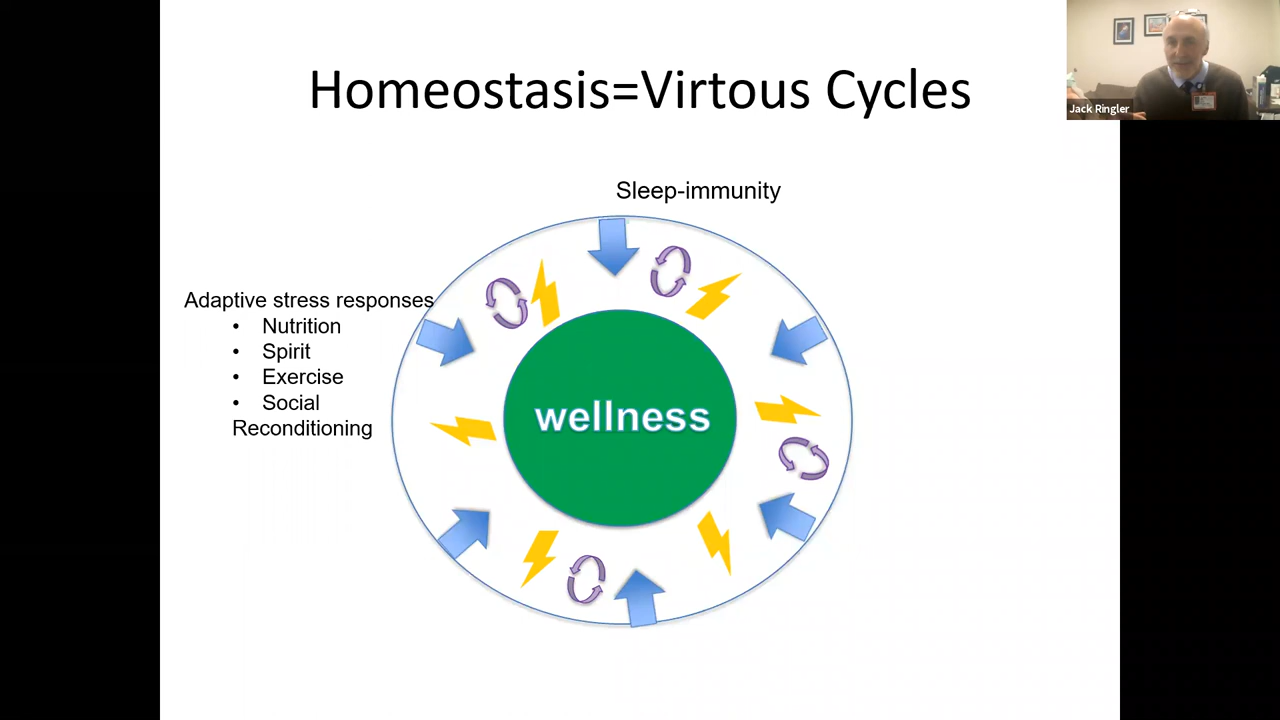 Homeostasis=Virtous Cycles
Jack Ringler
Sleep-immunity
Adaptive stress responses
• Nutrition
• Spirit
• Exercise
• Social
Reconditioning
wellness